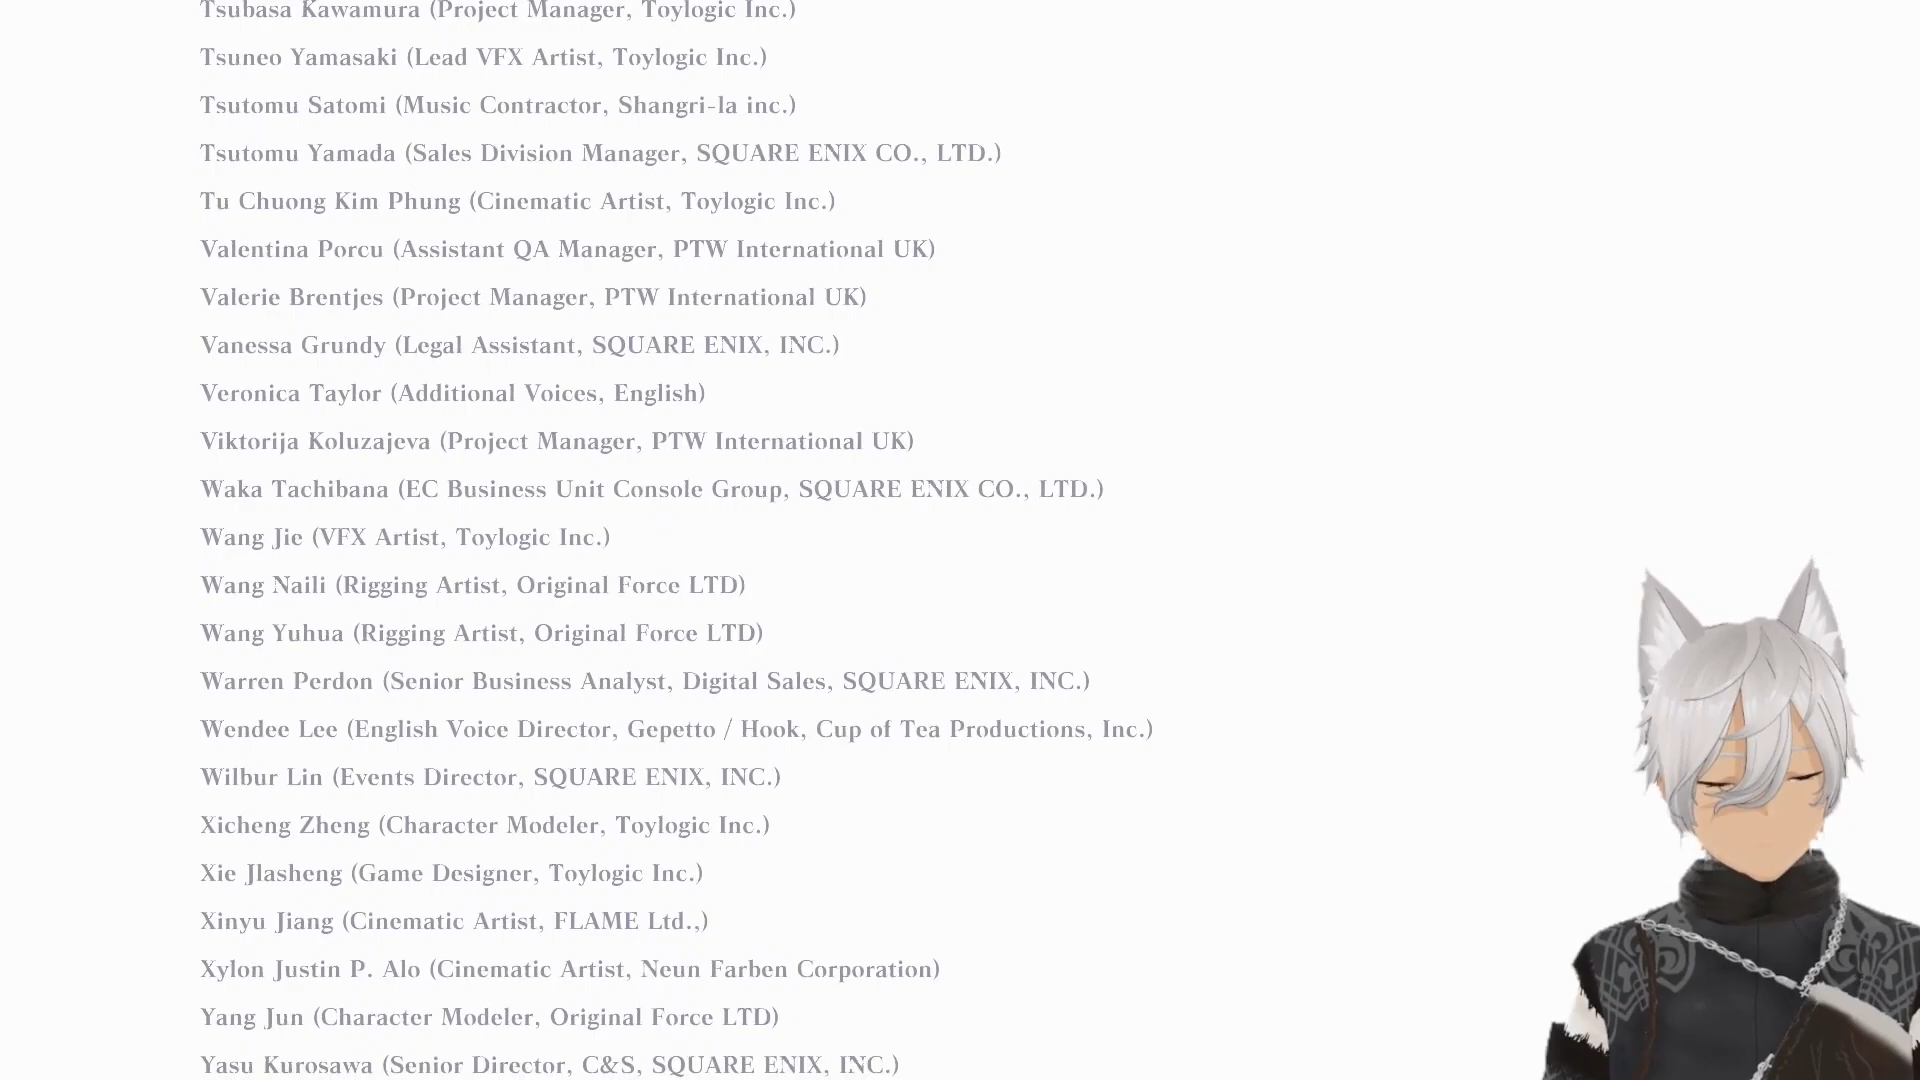 Tsubasa Kawamura (Project Manager, Toylogic Inc.)
Tsuneo Yamasaki (Lead VFX Artist, Toylogic Inc.)
Tsutomu Satomi (Music Contractor, Shangri-la inc.)
Tsutomu Yamada (Sales Division Manager, SQUARE ENIX CO., LTD.)
Tu Chuong Kim Phung (Cinematic Artist, Toylogic Inc.)
Valentina Porcu (Assistant QA Manager, PTW International UK)
Valerie Brentjes (Project Manager, PTW International UK)
Vanessa Grundy (Legal Assistant, SQUARE ENIX, INC.)
Veronica Taylor (Additional Voices, English)
Viktorija Koluzajeva (Project Manager, PTW International UK)
Waka Tachibana (EC Business Unit Console Group, SQUARE ENIX CO., LTD.)
Wang Jie (VFX Artist, Toylogic Inc.)
Wang Naili (Rigging Artist, Original Force LTD)
Wang Yuhua (Rigging Artist, Original Force LTD)
Warren Perdon (Senior Business Analyst, Digital Sales, SQUARE ENIX, INC.)
Wendee Lee (English Voice Director, Gepetto / Hook, Cup of Tea Productions, Inc.)
Wilbur Lin (Events Director, SQUARE ENIX, INC.)
Xicheng Zheng (Character Modeler, Toylogic Inc.)
Xie Jlasheng (Game Designer, Toylogic Inc.)
Xinyu Jiang (Cinematic Artist, FLAME Ltd.,)
Xylon Justin P. Alo (Cinematic Artist, Neun Farben Corporation)
Yang Jun (Character Modeler, Original Force LTD)
Yasu Kurosawa (Senior Director, C&S, SQUARE ENIX, INC.)